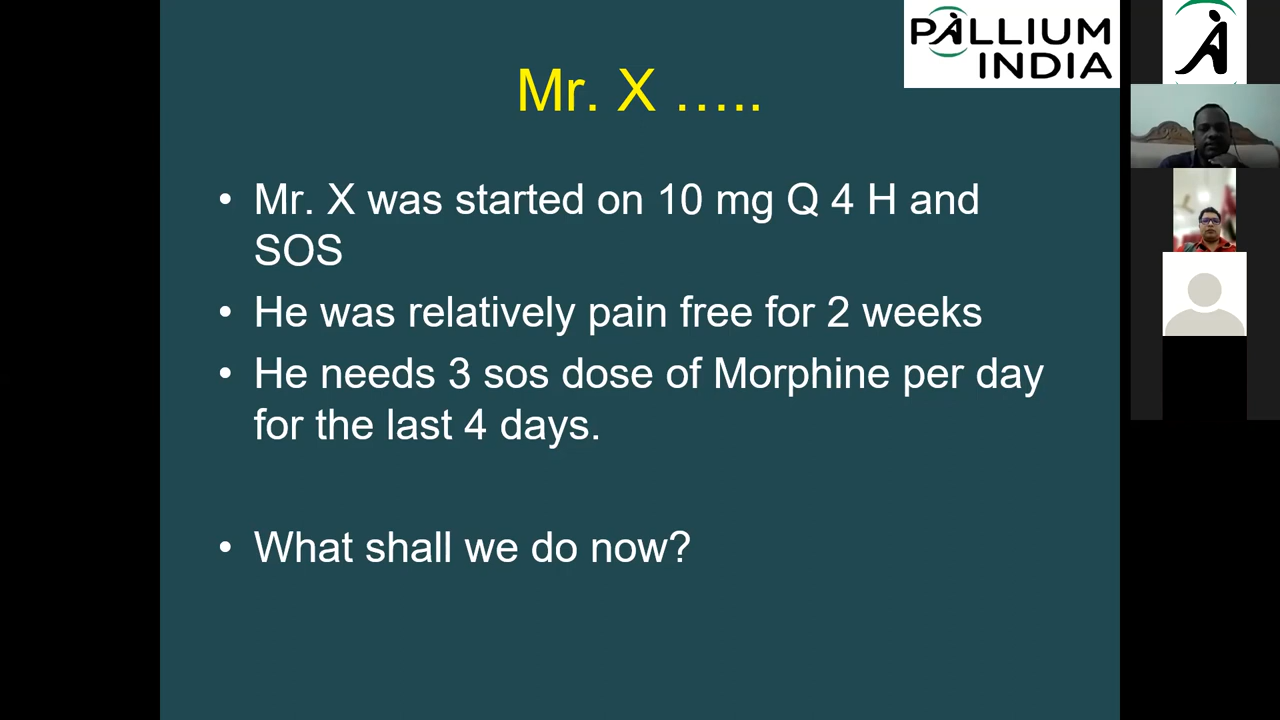 PALLIUM
INDIA
Mr. X …..
• Mr. X was started on 10 mg Q 4 H and
SOS
• He was relatively pain free for 2 weeks
• He needs 3 sos dose of Morphine per day
for the last 4 days.
• What shall we do now?